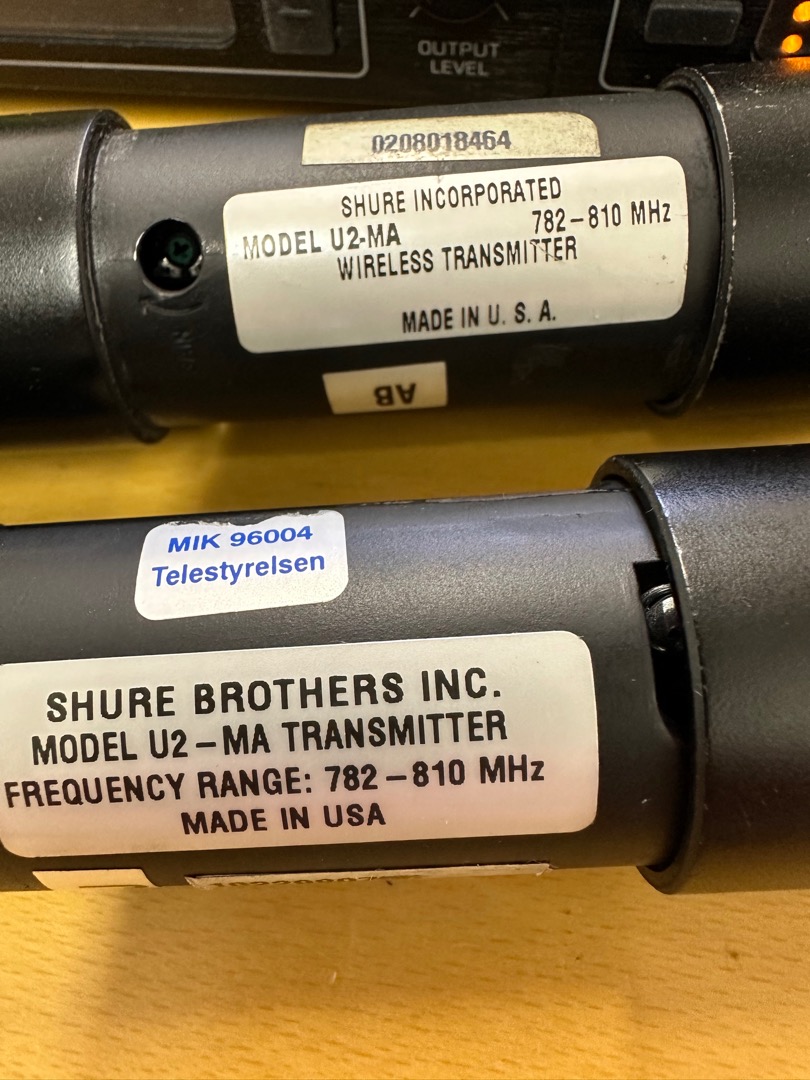 OUTPUT
LEVEL
0208018464
SHURE INCORPORATED
MODEL U2-MA 782–810 MHz
WIRELESS TRANSMITTER
MADE IN U. S. A.
AB
MIK 96004
Telestyrelsen
SHURE BROTHERS INC.
MODEL U2–MA TRANSMITTER
FREQUENCY RANGE: 782–810 MHz
MADE IN USA